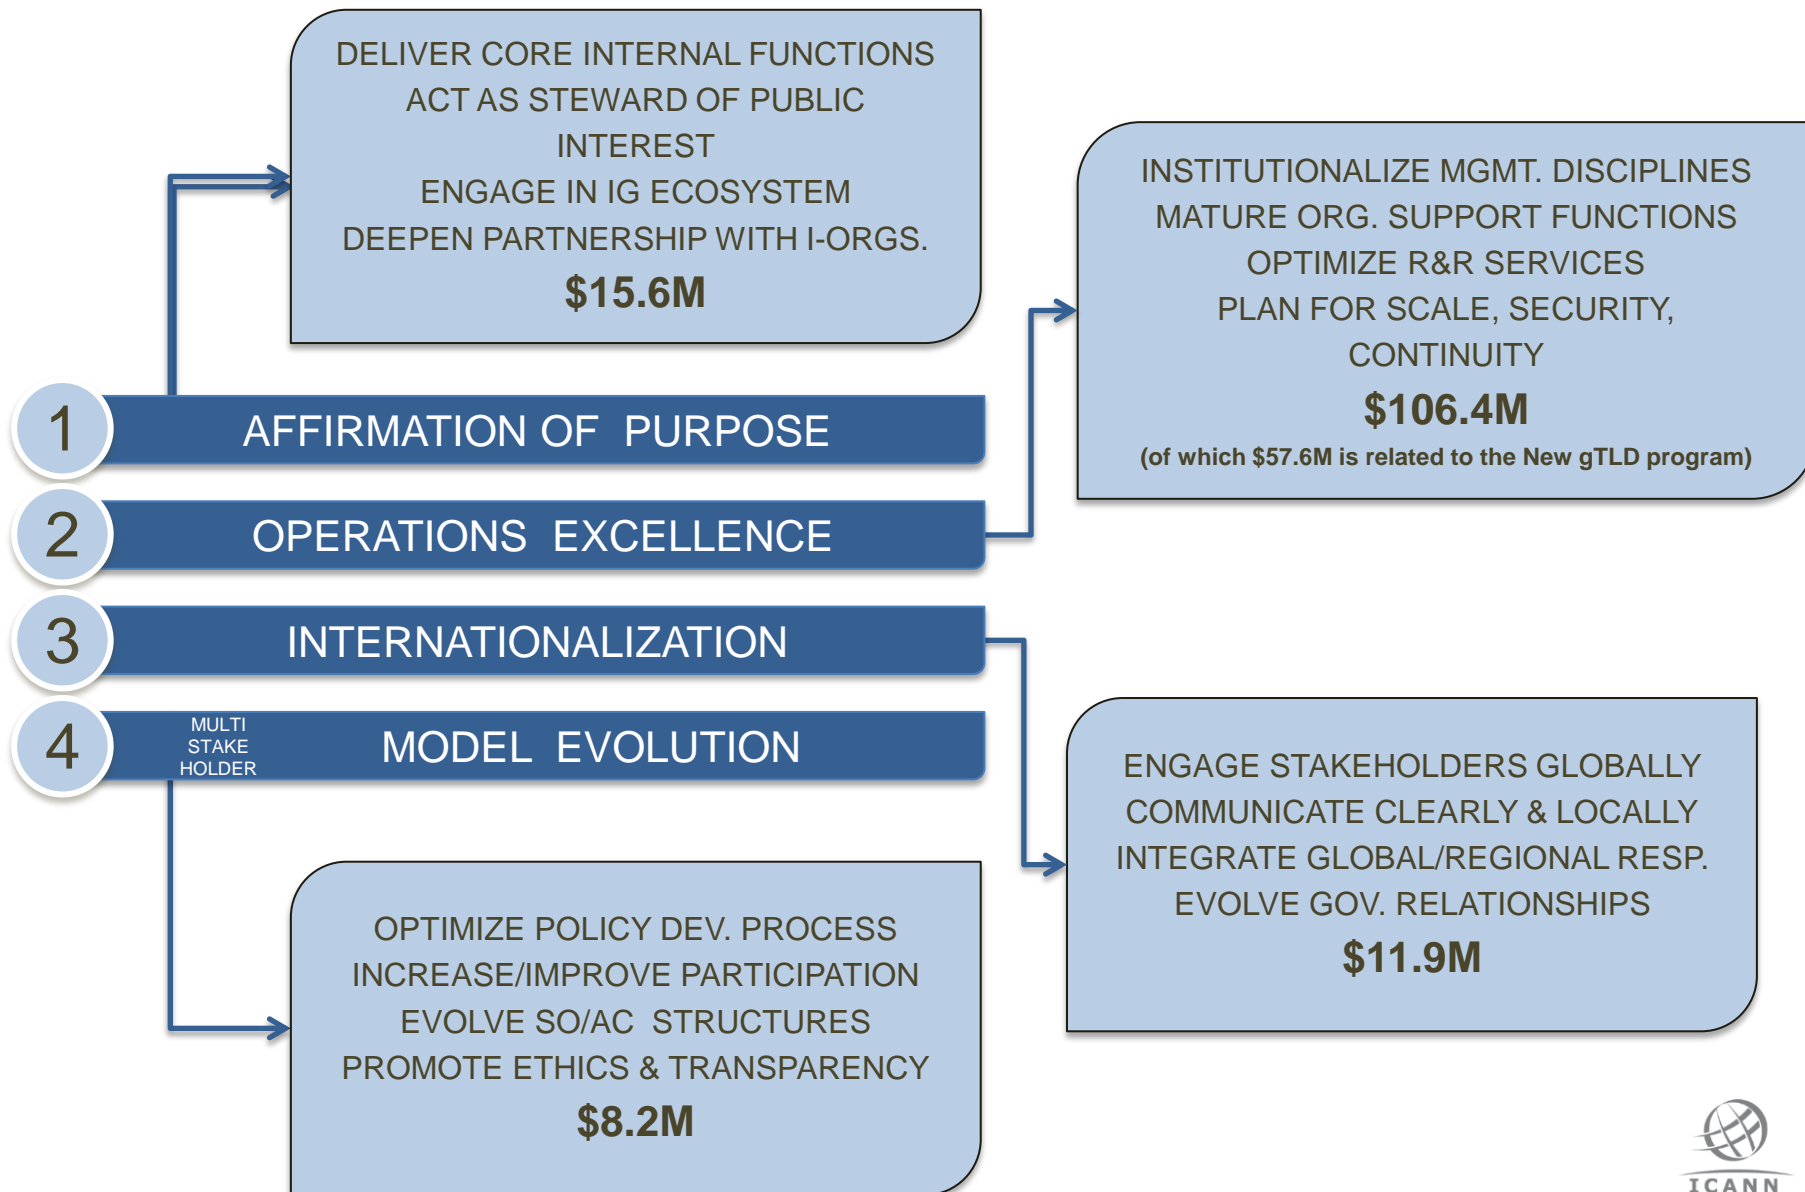 DELIVER CORE INTERNAL FUNCTIONS
ACT AS STEWARD OF PUBLIC
INTEREST
ENGAGE IN IG ECOSYSTEM
DEEPEN PARTNERSHIP WITH I-ORGS.
$15.6M
INSTITUTIONALIZE MGMT. DISCIPLINES
MATURE ORG. SUPPORT FUNCTIONS
OPTIMIZE R&R SERVICES
PLAN FOR SCALE, SECURITY,
CONTINUITY
$106.4M
(of which $57.6M is related to the New gTLD program)
1 AFFIRMATION OF PURPOSE
2 OPERATIONS EXCELLENCE
3 INTERNATIONALIZATION
4 MULTI
STAKE
HOLDER
MODEL EVOLUTION
ENGAGE STAKEHOLDERS GLOBALLY
COMMUNICATE CLEARLY & LOCALLY
INTEGRATE GLOBAL/REGIONAL RESP.
EVOLVE GOV. RELATIONSHIPS
$11.9M
OPTIMIZE POLICY DEV. PROCESS
INCREASE/IMPROVE PARTICIPATION
EVOLVE SO/AC STRUCTURES
PROMOTE ETHICS & TRANSPARENCY
$8.2M
ICANN